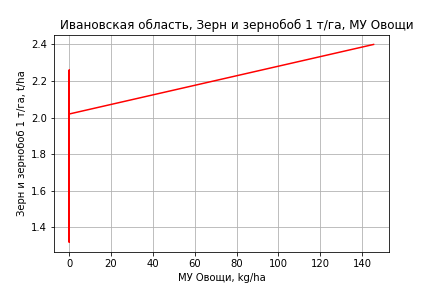 Ивановская область, Зерн и зернобоб 1 т/га, МУ Овощи
Зерн и зернобоб 1 т/га, t/ha
2.4
2.2
2.0
1.8
1.6
1.4
0 20 40 60 80 100 120 140
МУ Овощи, kg/ha